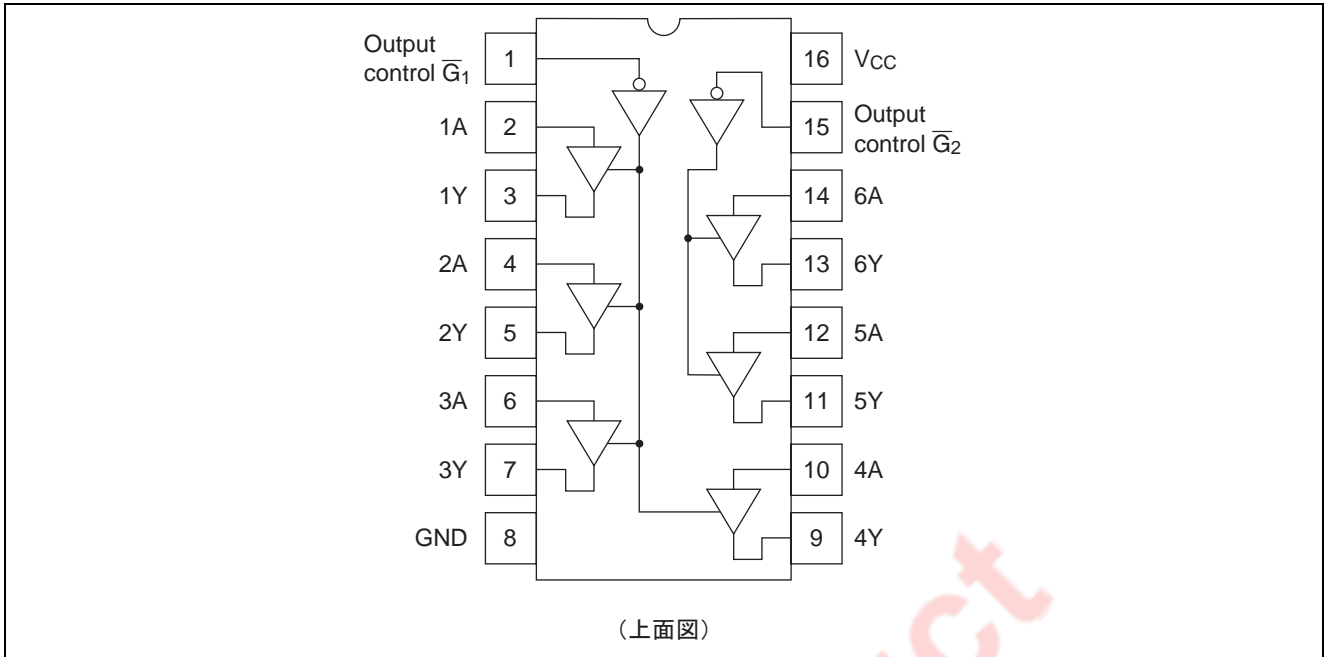 Output
control G̅1
1
1A
2
1Y
3
2A
4
2Y
5
3A
6
3Y
7
GND
8
16
VCC
15
Output
control G̅2
14
6A
13
6Y
12
5A
11
5Y
10
4A
9
4Y
(上面図)